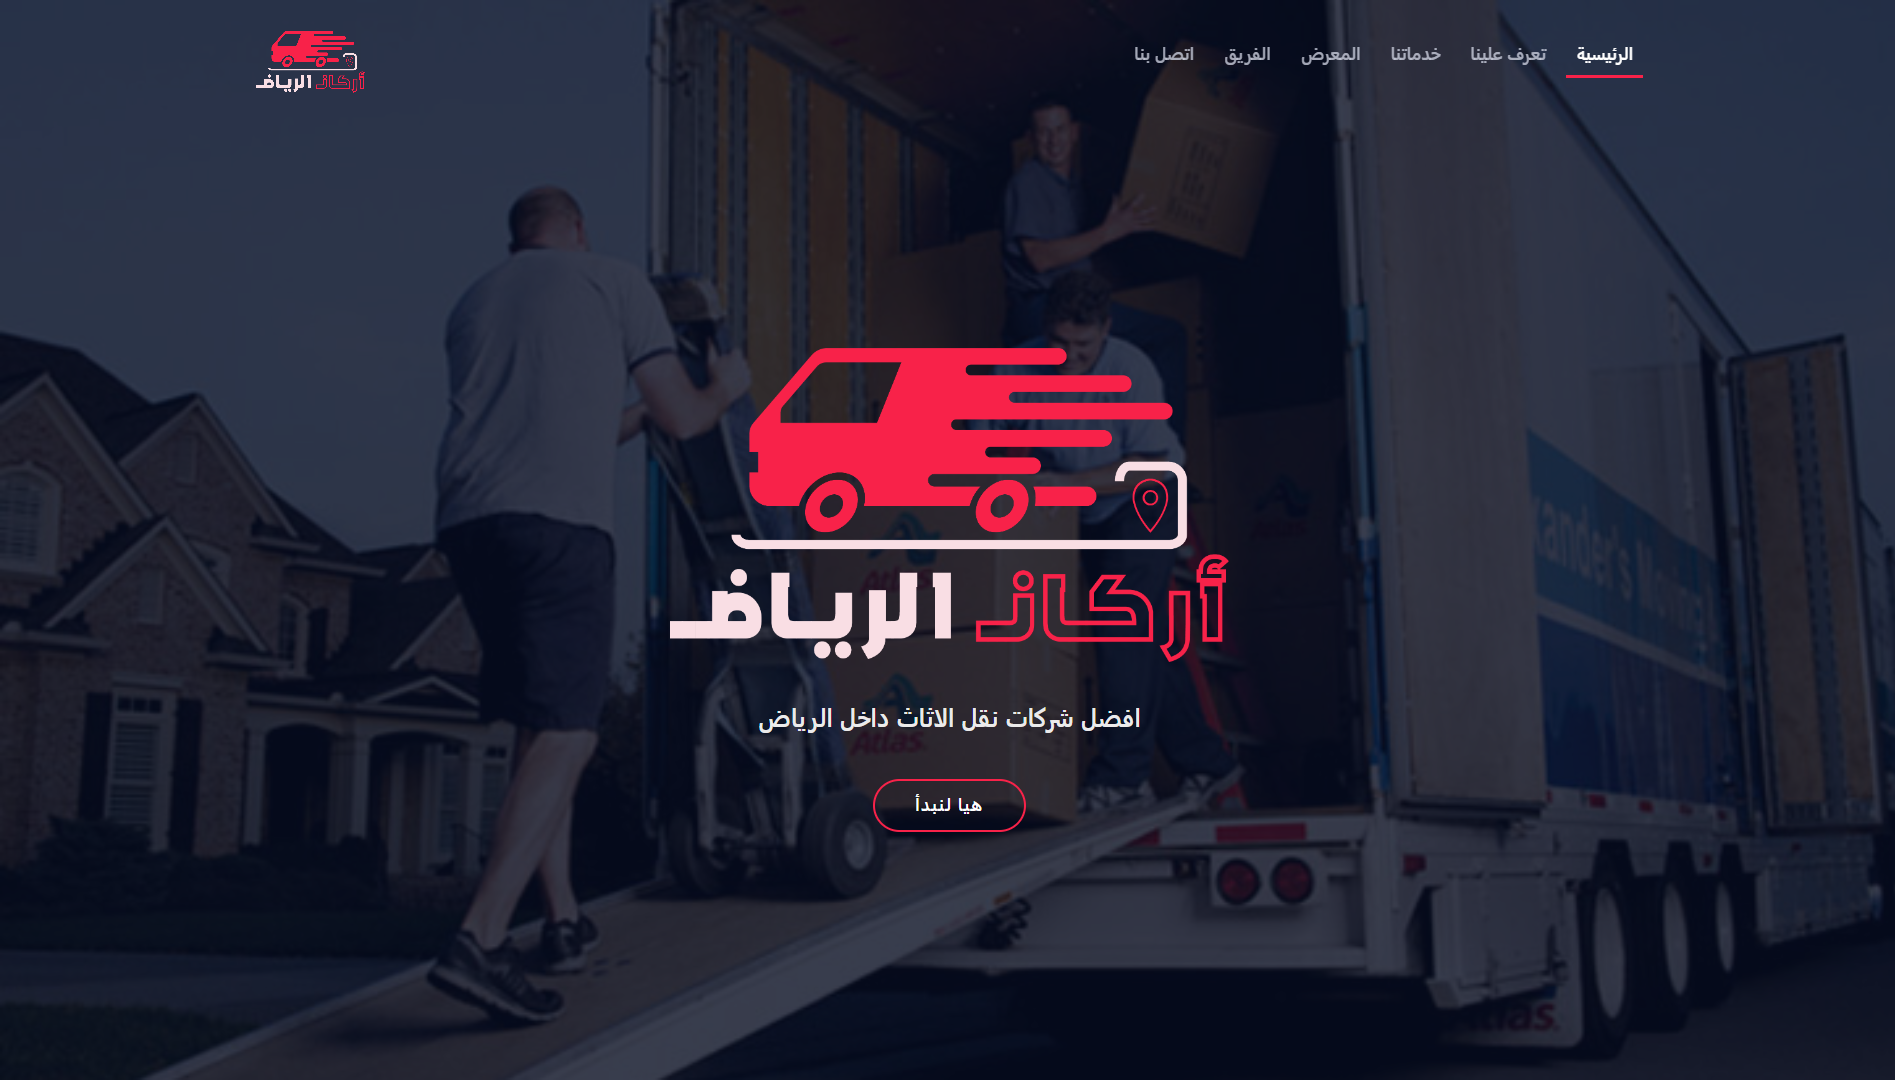 الرئيسية
تعرف علينا
خدماتنا
المعرض
الفريق
اتصل بنا
أركان الرياض
أركان الرياض
افضل شركات نقل الاثاث داخل الرياض
Atlas
هيا لنبدأ